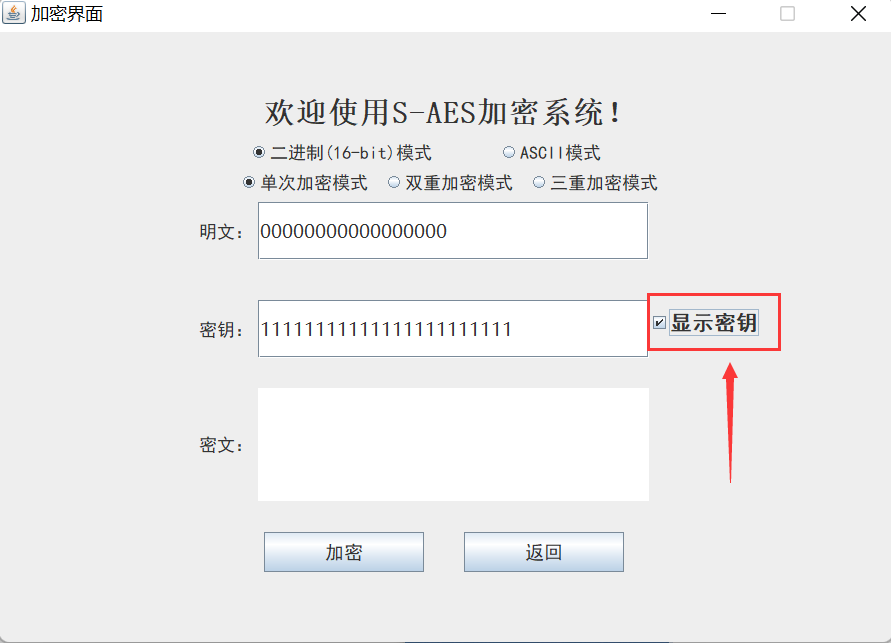 加密界面
欢迎使用S-AES加密系统!
二进制(16-bit)模式 ASCII模式
单次加密模式 双重加密模式 三重加密模式
明文: 00000000000000000
密钥: 11111111111111111111111 显示密钥
密文:
加密 返回